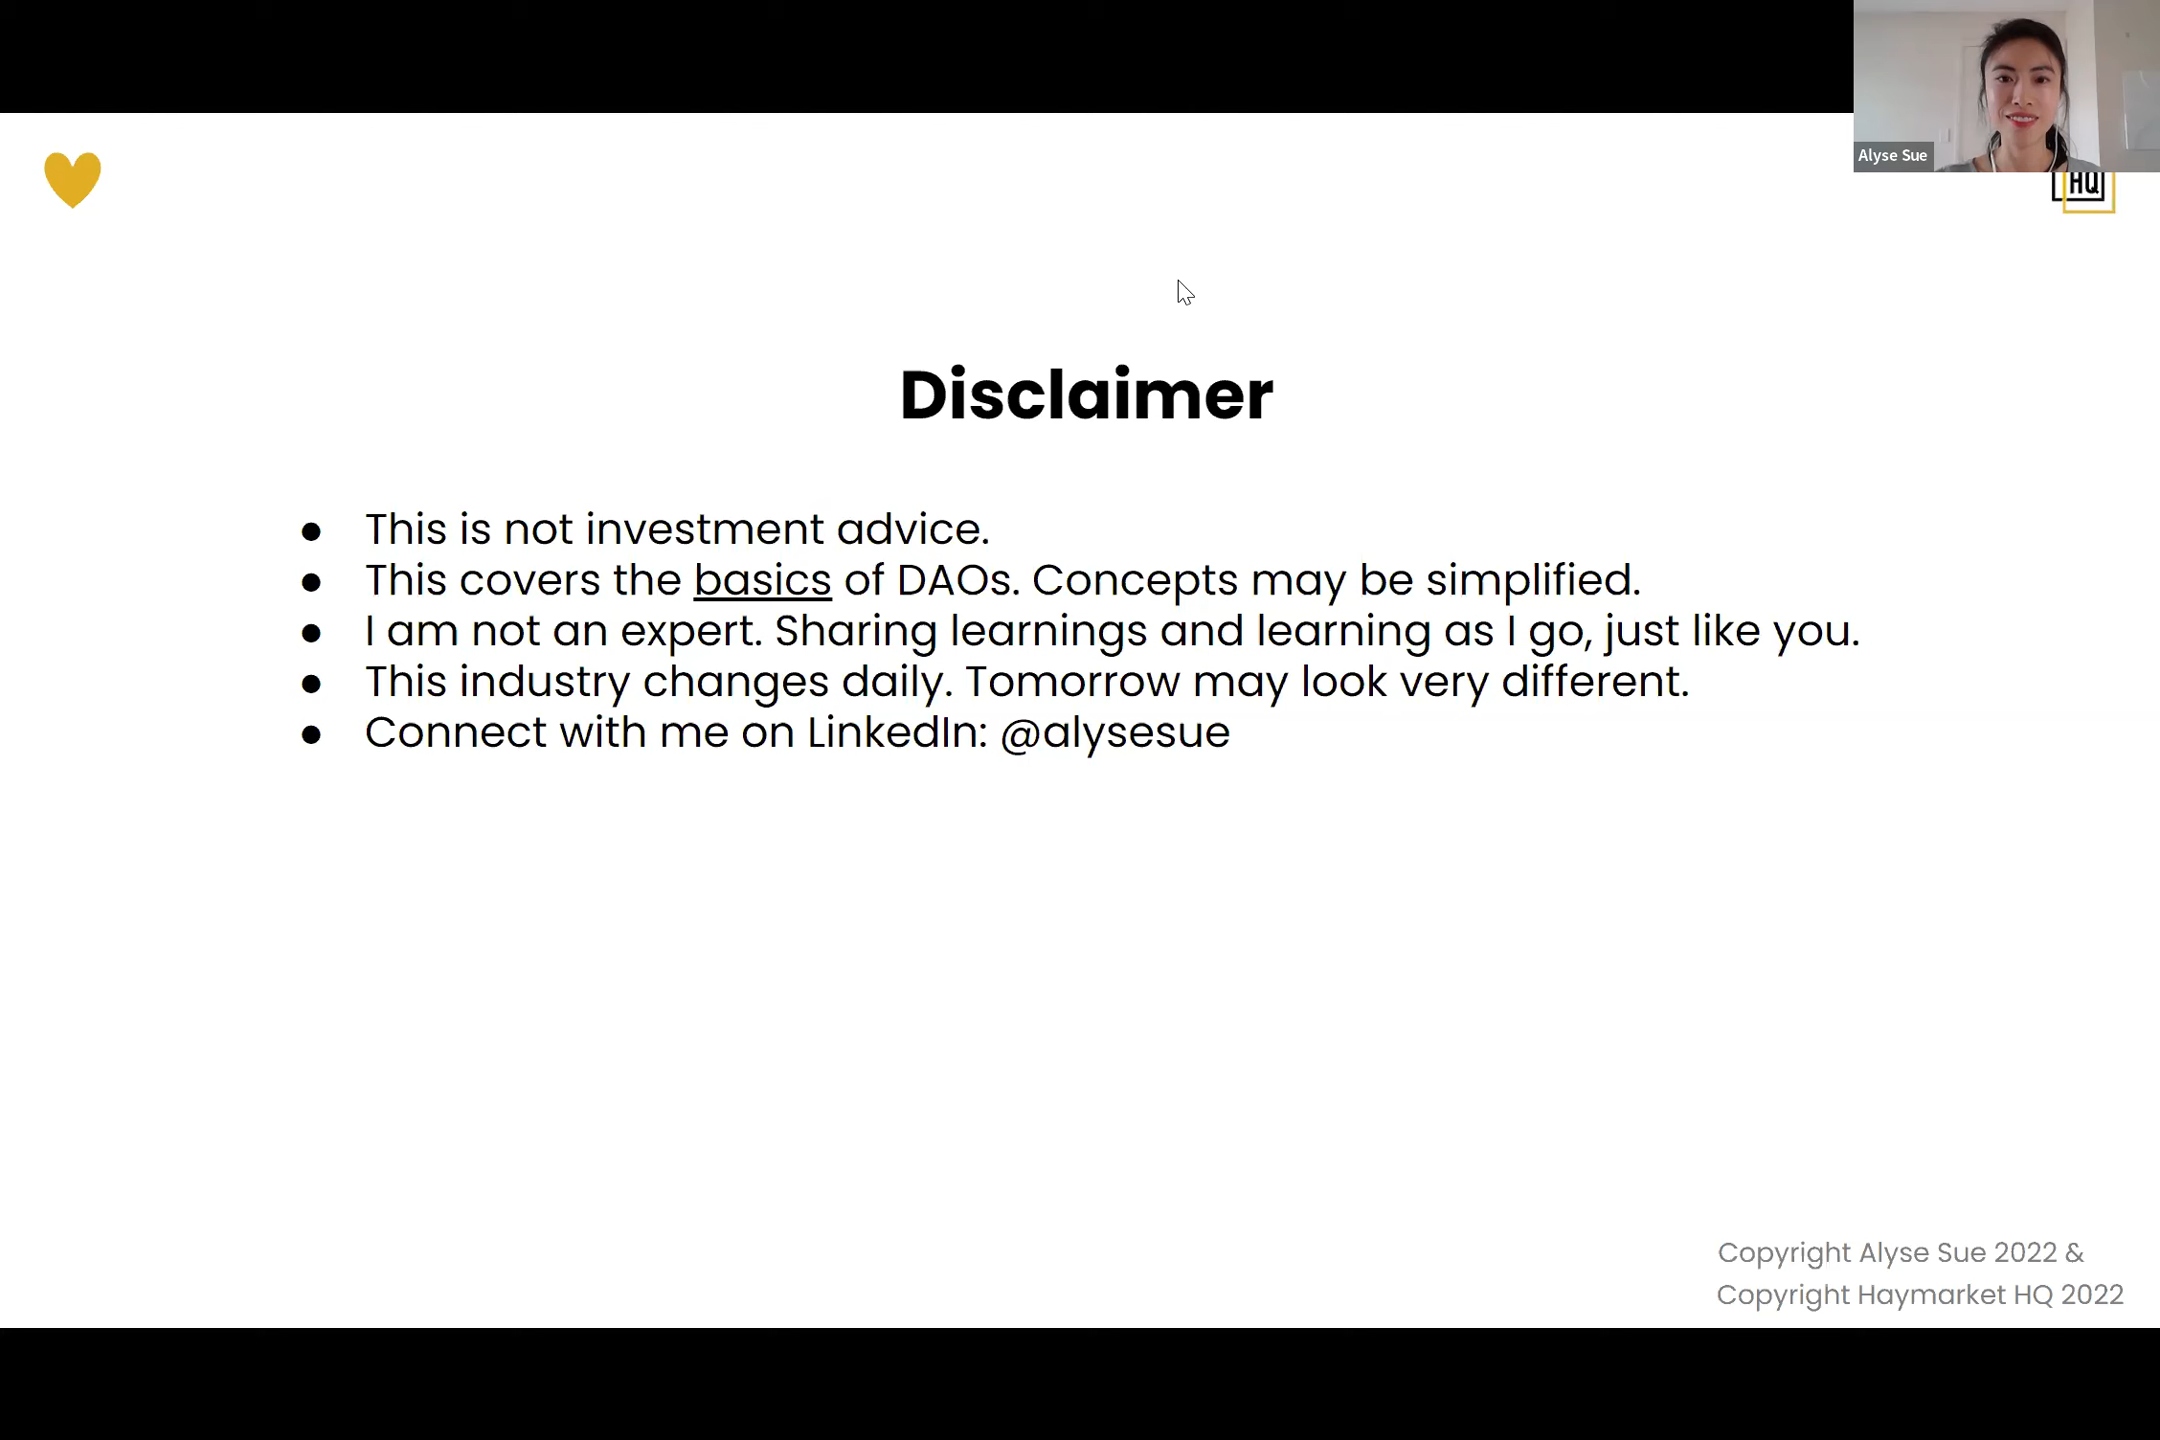 Alyse Sue
HQ
Disclaimer
● This is not investment advice.
● This covers the basics of DAOs. Concepts may be simplified.
● I am not an expert. Sharing learnings and learning as I go, just like you.
● This industry changes daily. Tomorrow may look very different.
● Connect with me on LinkedIn: @alysesue
Copyright Alyse Sue 2022 &
Copyright Haymarket HQ 2022